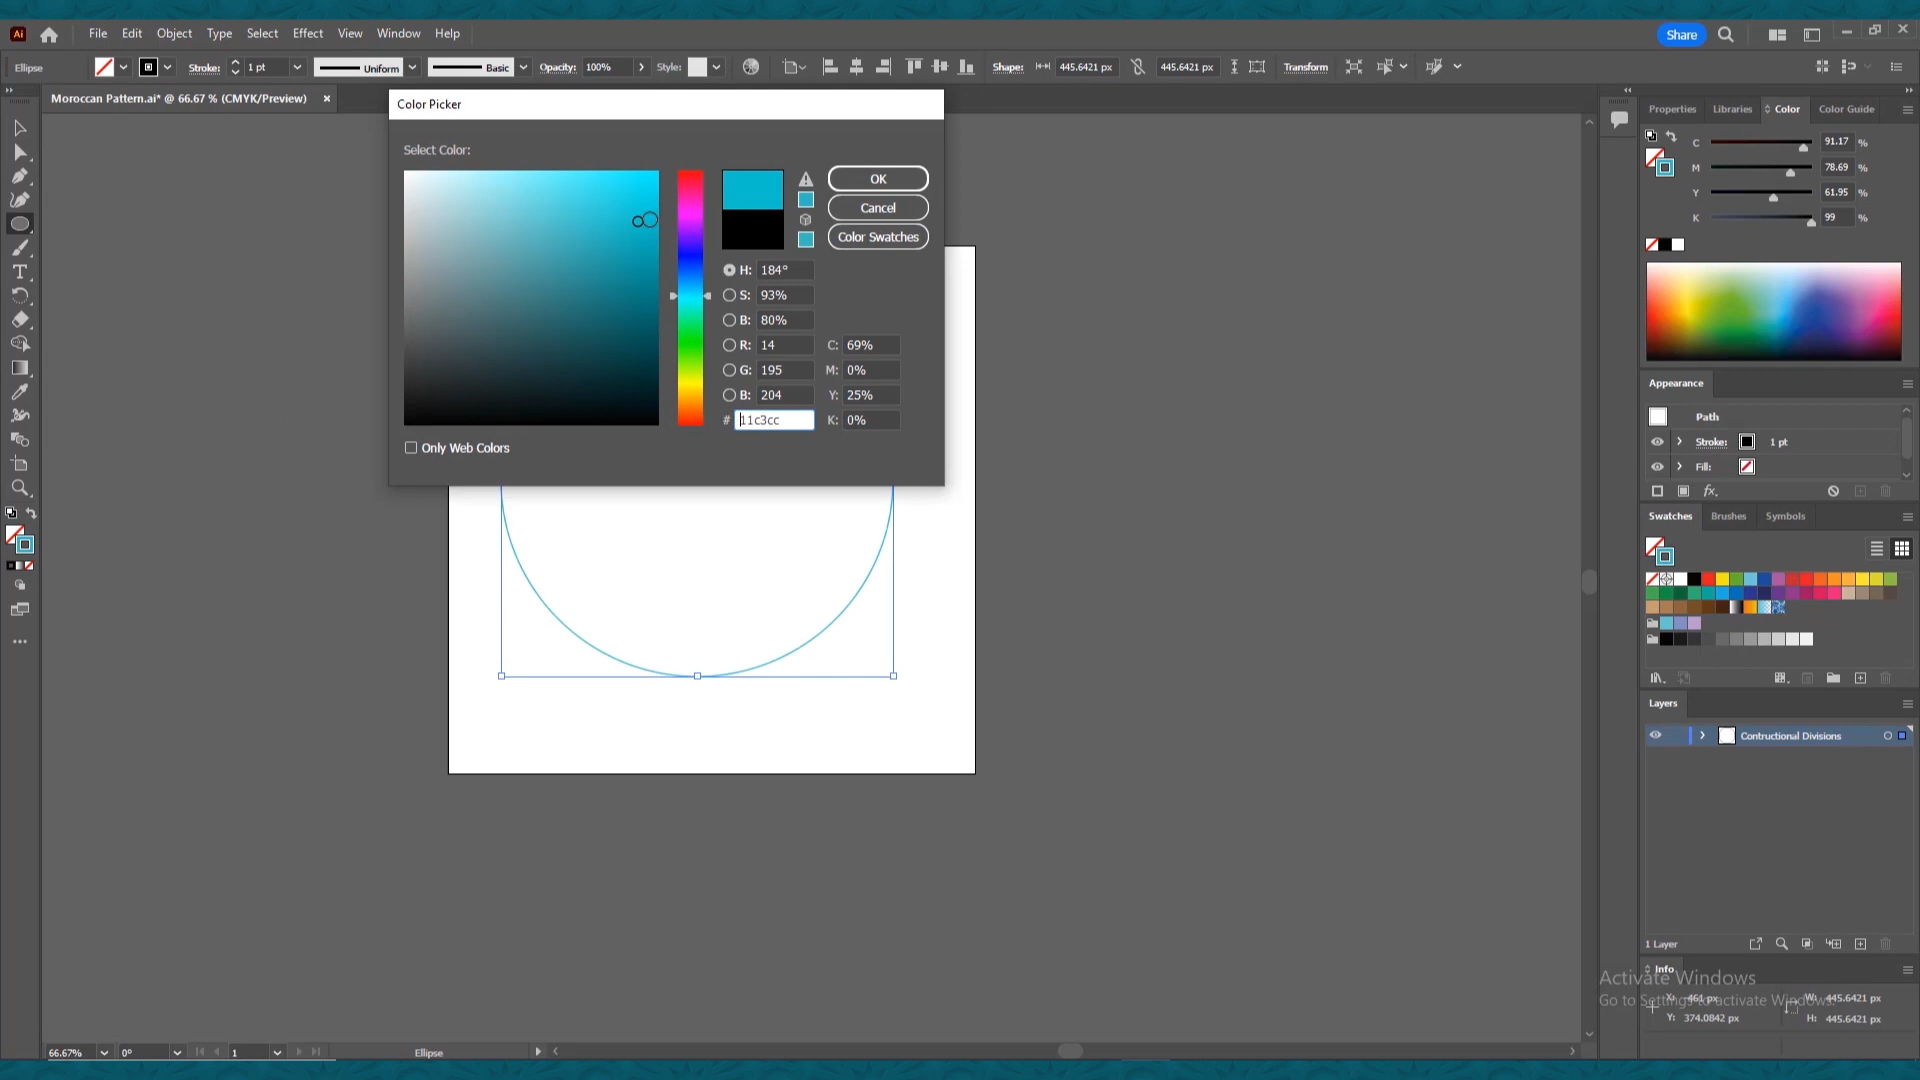 Ai File Edit Object Type Select Effect View Window Help Share
Ellipse Stroke: 1 pt Uniform Basic Opacity: 100% Style: Shape: 445.6421 px 445.6421 px Transform
Moroccan Pattern.ai* @ 66.67 % (CMYK/Preview) ×
Color Picker
Select Color:
OK
Cancel
Color Swatches
H: 184°
S: 93%
B: 80%
R: 14 C: 69%
G: 195 M: 0%
B: 204 Y: 25%
# 11c3cc K: 0%
Only Web Colors
Properties Libraries Color Color Guide
C 91.17 %
M 78.69 %
Y 61.95 %
K 99 %
Appearance
Path
Stroke: 1 pt
Fill:
fx.
Swatches Brushes Symbols
Layers
Contructional Divisions
1 Layer
Info
Activate Windows
Go to Settings to activate Windows.
X: -461 px W: 445.6421 px
Y: 374.0842 px H: 445.6421 px
66.67% 0° 1 Ellipse